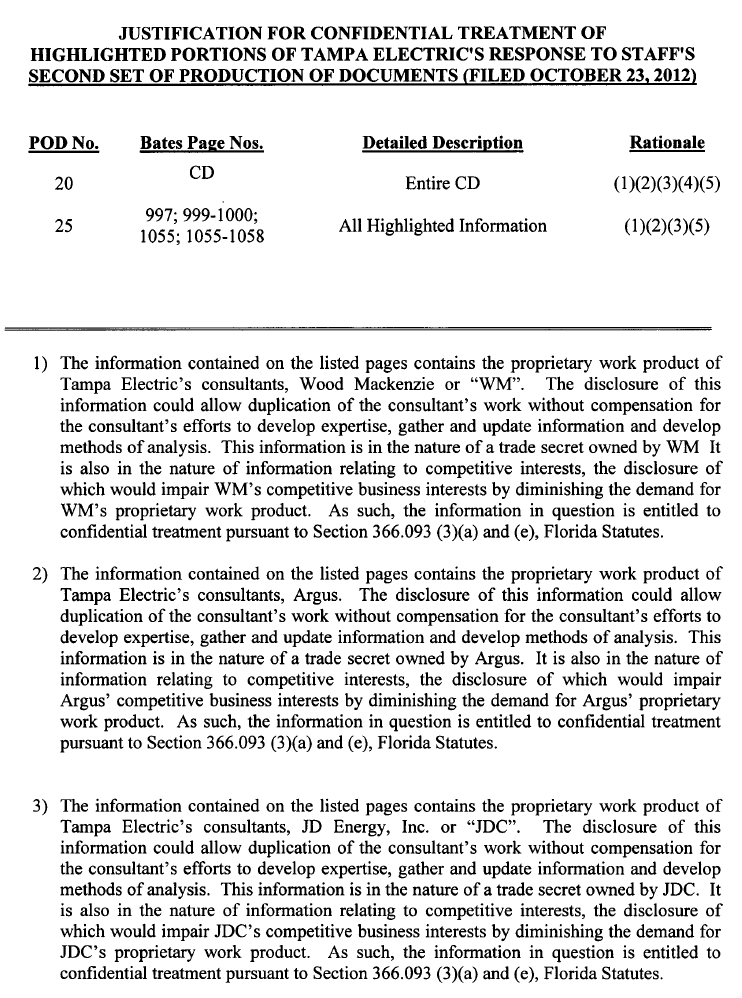 JUSTIFICATION FOR CONFIDENTIAL TREATMENT OF
HIGHLIGHTED PORTIONS OF TAMPA ELECTRIC'S RESPONSE TO STAFF'S
SECOND SET OF PRODUCTION OF DOCUMENTS (FILED OCTOBER 23, 2012)
POD No. Bates Page Nos. Detailed Description Rationale
20 CD Entire CD (1)(2)(3)(4)(5)
25 997; 999-1000; All Highlighted Information (1)(2)(3)(5)
1055; 1055-1058
1) The information contained on the listed pages contains the proprietary work product of
Tampa Electric's consultants, Wood Mackenzie or “WM”. The disclosure of this
information could allow duplication of the consultant's work without compensation for
the consultant's efforts to develop expertise, gather and update information and develop
methods of analysis. This information is in the nature of a trade secret owned by WM It
is also in the nature of information relating to competitive interests, the disclosure of
which would impair WM's competitive business interests by diminishing the demand for
WM's proprietary work product. As such, the information in question is entitled to
confidential treatment pursuant to Section 366.093 (3)(a) and (e), Florida Statutes.
2) The information contained on the listed pages contains the proprietary work product of
Tampa Electric's consultants, Argus. The disclosure of this information could allow
duplication of the consultant's work without compensation for the consultant's efforts to
develop expertise, gather and update information and develop methods of analysis. This
information is in the nature of a trade secret owned by Argus. It is also in the nature of
information relating to competitive interests, the disclosure of which would impair
Argus' competitive business interests by diminishing the demand for Argus' proprietary
work product. As such, the information in question is entitled to confidential treatment
pursuant to Section 366.093 (3)(a) and (e), Florida Statutes.
3) The information contained on the listed pages contains the proprietary work product of
Tampa Electric's consultants, JD Energy, Inc. or “JDC”. The disclosure of this
information could allow duplication of the consultant's work without compensation for
the consultant's efforts to develop expertise, gather and update information and develop
methods of analysis. This information is in the nature of a trade secret owned by JDC. It
is also in the nature of information relating to competitive interests, the disclosure of
which would impair JDC's competitive business interests by diminishing the demand for
JDC's proprietary work product. As such, the information in question is entitled to
confidential treatment pursuant to Section 366.093 (3)(a) and (e), Florida Statutes.